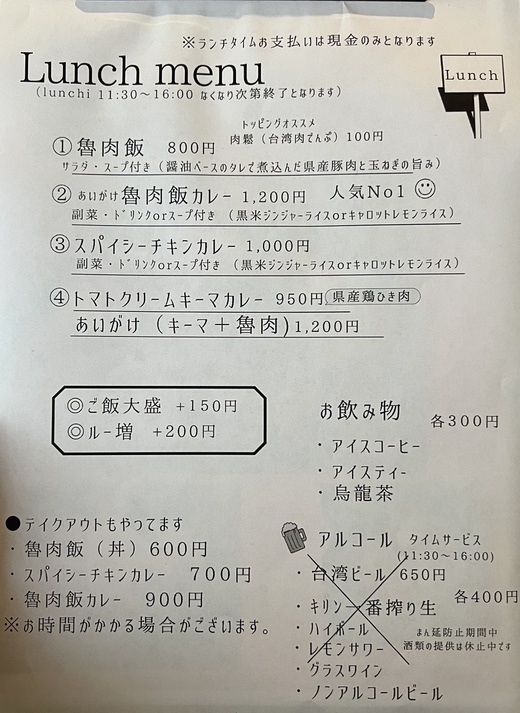 ※ランチタイムお支払いは現金のみとなります
Lunch menu
Lunch
(lunchi 11:30～16:00 なくなり次第終了となります)
トッピングオススメ
①魯肉飯 800円 肉鬆（台湾肉でんぶ）100円
サラダ・スープ付き（醤油ベースのタレで煮込んだ県産豚肉と玉ねぎの旨み）
②あいがけ魯肉飯カレー 1,200円 人気No1
副菜・ドリンクorスープ付き（黒米ジンジャーライスorキャロットレモンライス）
③スパイシーチキンカレー 1,000円
副菜・ドリンクorスープ付き（黒米ジンジャーライスorキャロットレモンライス）
④トマトクリームキーマカレー 950円 県産鶏ひき肉
あいがけ（キーマ＋魯肉)1,200円
◎ご飯大盛 +150円
◎ルー増 +200円
お飲み物 各300円
・アイスコーヒー
・アイスティー
・烏龍茶
●テイクアウトもやってます
・魯肉飯（丼）600円
・スパイシーチキンカレー 700円
・魯肉飯カレー 900円
※お時間がかかる場合がございます。
アルコール タイムサービス
(11:30～16:00)
・台湾ビール 650円
・キリン一番搾り生 各400円
・ハイボール
・レモンサワー
・グラスワイン
・ノンアルコールビール
まん延防止期間中
酒類の提供は休止中です